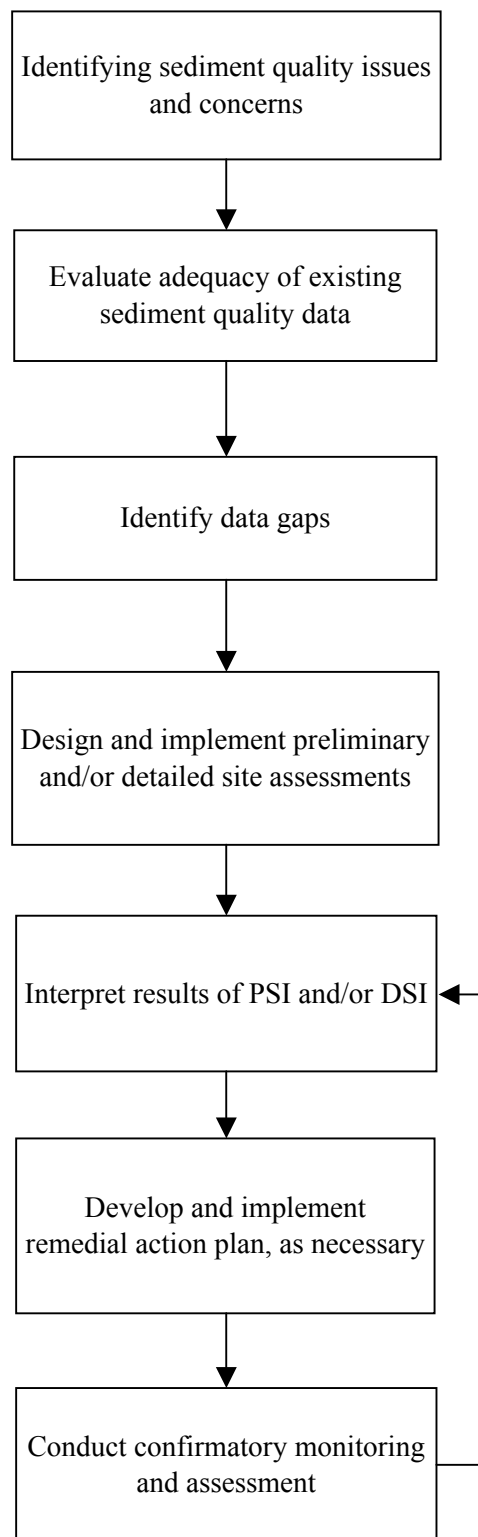 Identifying sediment quality issues
and concerns
Evaluate adequacy of existing
sediment quality data
Identify data gaps
Design and implement preliminary
and/or detailed site assessments
Interpret results of PSI and/or DSI
Develop and implement
remedial action plan, as necessary
Conduct confirmatory monitoring
and assessment